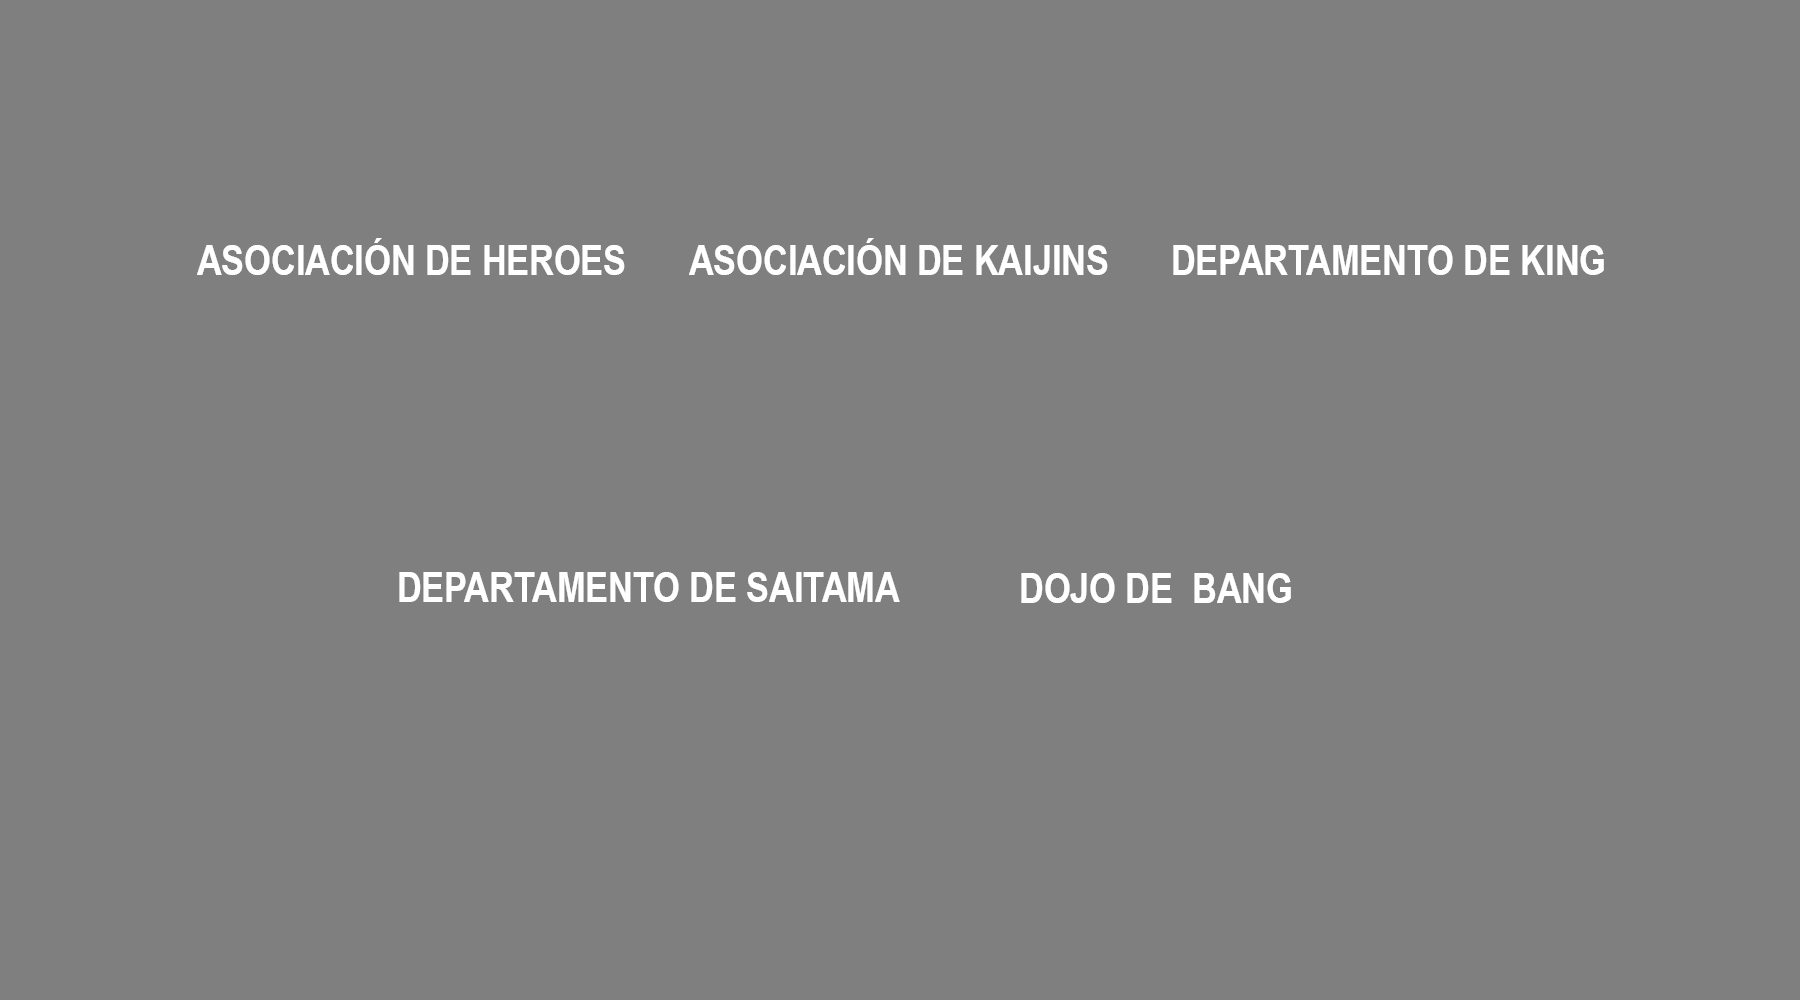 ASOCIACIÓN DE HEROES ASOCIACIÓN DE KAIJINS DEPARTAMENTO DE KING
DEPARTAMENTO DE SAITAMA DOJO DE  BANG